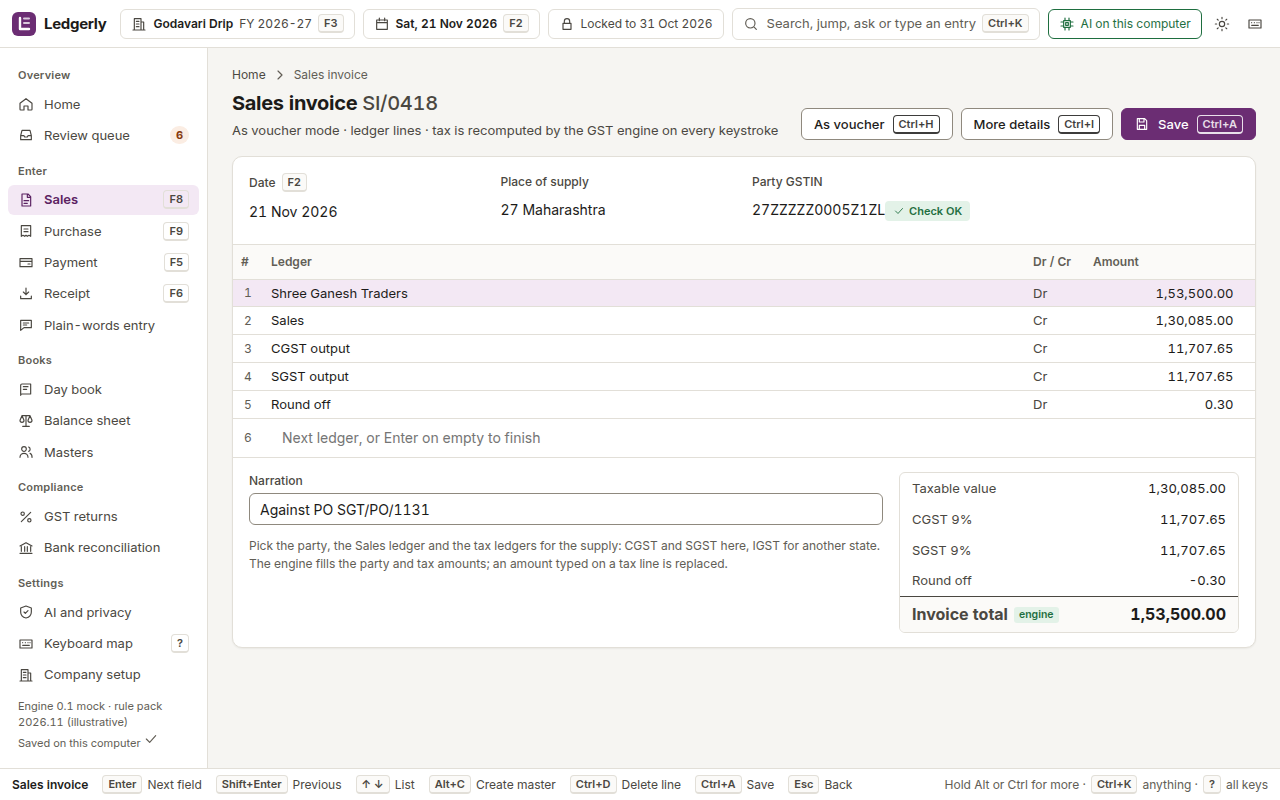 Ledgerly
Godavari Drip FY 2026-27 F3
Sat, 21 Nov 2026 F2
Locked to 31 Oct 2026
Search, jump, ask or type an entry Ctrl+K
AI on this computer
Overview
Home
Review queue 6
Enter
Sales F8
Purchase F9
Payment F5
Receipt F6
Plain-words entry
Books
Day book
Balance sheet
Masters
Compliance
GST returns
Bank reconciliation
Settings
AI and privacy
Keyboard map ?
Company setup
Engine 0.1 mock · rule pack
2026.11 (illustrative)
Saved on this computer
Home Sales invoice
Sales invoice SI/0418
As voucher mode · ledger lines · tax is recomputed by the GST engine on every keystroke
As voucher Ctrl+H
More details Ctrl+I
Save Ctrl+A
Date F2 Place of supply Party GSTIN
21 Nov 2026 27 Maharashtra 27ZZZZZ0005Z1ZL Check OK
# Ledger Dr / Cr Amount
1 Shree Ganesh Traders Dr 1,53,500.00
2 Sales Cr 1,30,085.00
3 CGST output Cr 11,707.65
4 SGST output Cr 11,707.65
5 Round off Dr 0.30
6 Next ledger, or Enter on empty to finish
Narration
Against PO SGT/PO/1131
Pick the party, the Sales ledger and the tax ledgers for the supply: CGST and SGST here, IGST for another state.
The engine fills the party and tax amounts; an amount typed on a tax line is replaced.
Taxable value 1,30,085.00
CGST 9% 11,707.65
SGST 9% 11,707.65
Round off -0.30
Invoice total engine 1,53,500.00
Sales invoice Enter Next field Shift+Enter Previous ↑↓ List Alt+C Create master Ctrl+D Delete line Ctrl+A Save Esc Back Hold Alt or Ctrl for more · Ctrl+K anything · ? all keys